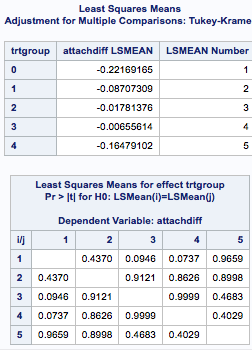 Least Squares Means
Adjustment for Multiple Comparisons: Tukey-Krame
trtgroup attachdiff LSMEAN LSMEAN Number
0 -0.22169165 1
1 -0.08707309 2
2 -0.01781376 3
3 -0.00655614 4
4 -0.16479102 5
Least Squares Means for effect trtgroup
Pr > |t| for H0: LSMean(i)=LSMean(j)
Dependent Variable: attachdiff
i/j 1 2 3 4 5
1 0.4370 0.0946 0.0737 0.9659
2 0.4370 0.9121 0.8626 0.8998
3 0.0946 0.9121 0.9999 0.4683
4 0.0737 0.8626 0.9999 0.4029
5 0.9659 0.8998 0.4683 0.4029